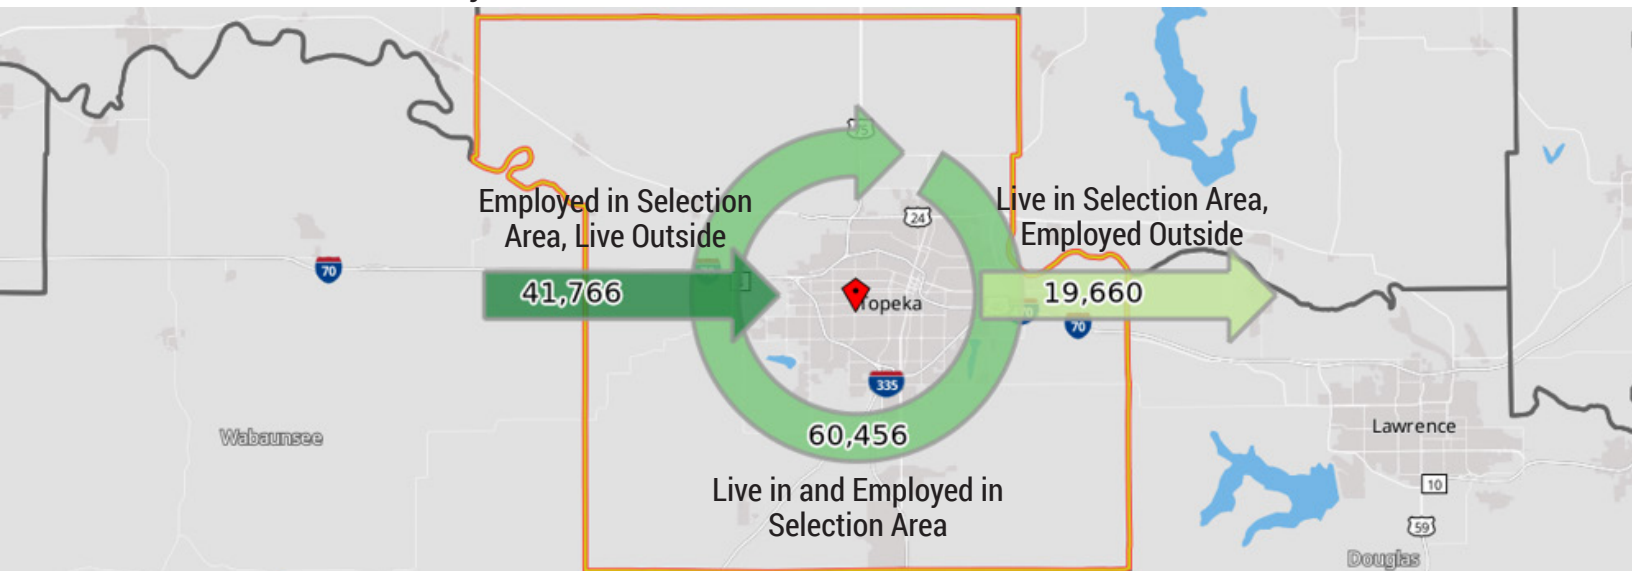 24
Employed in Selection
Area, Live Outside
Live in Selection Area,
Employed Outside
70
41,766
19,660
Topeka
70
335
60,456
Wabaunsee
Lawrence
Live in and Employed in
Selection Area
10
59
Douglas